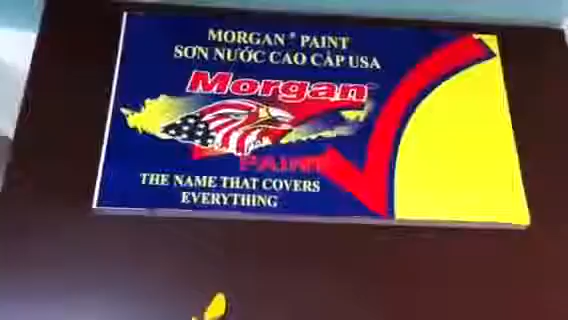 MORGAN ® PAINT
SƠN NƯỚC CAO CẤP USA
Morgan
PAINT
THE NAME THAT COVERS
EVERYTHING